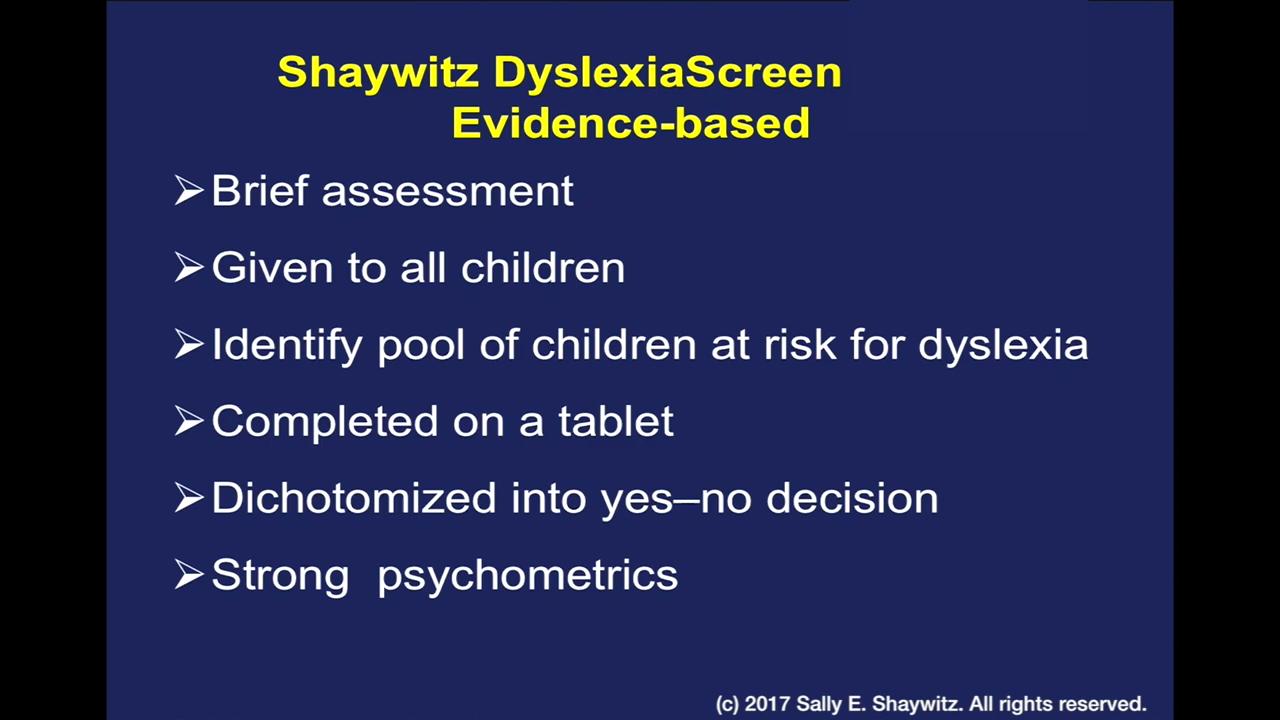 Shaywitz DyslexiaScreen
Evidence-based
➢Brief assessment
➢Given to all children
➢Identify pool of children at risk for dyslexia
➢Completed on a tablet
➢Dichotomized into yes–no decision
➢Strong  psychometrics
(c) 2017 Sally E. Shaywitz. All rights reserved.